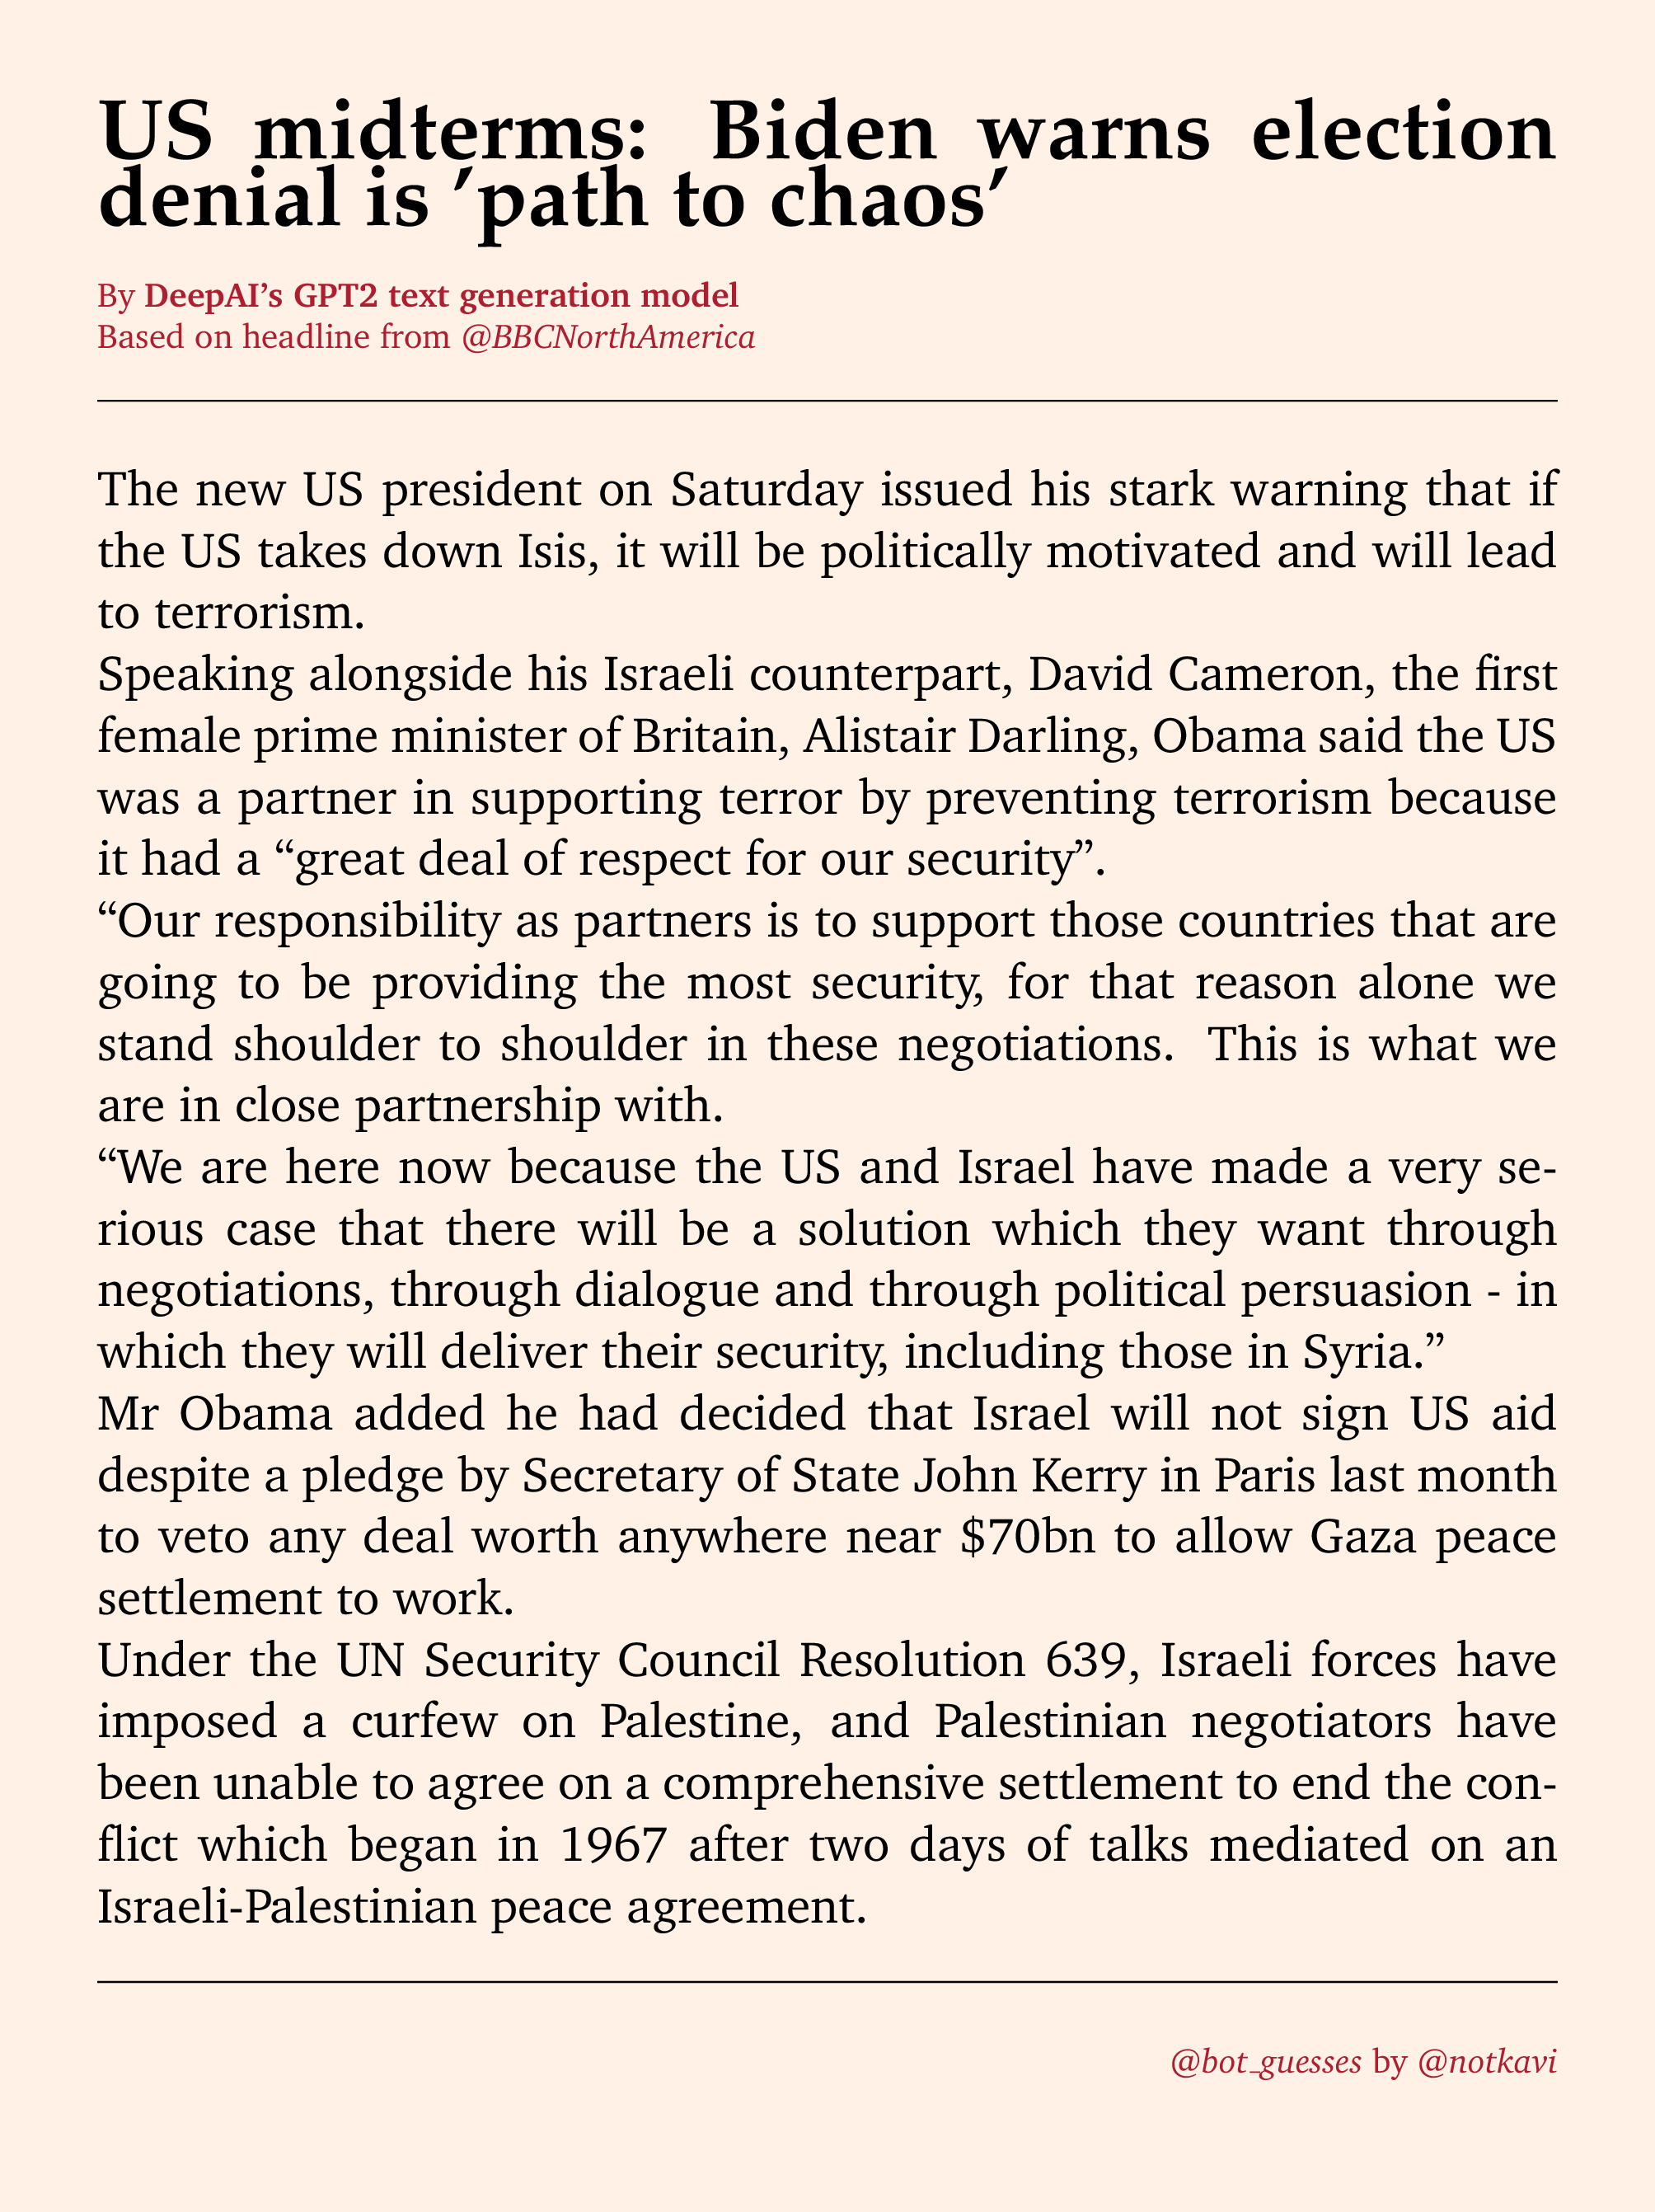 US midterms: Biden warns election
denial is ’path to chaos’
By DeepAI’s GPT2 text generation model
Based on headline from @BBCNorthAmerica
The new US president on Saturday issued his stark warning that if
the US takes down Isis, it will be politically motivated and will lead
to terrorism.
Speaking alongside his Israeli counterpart, David Cameron, the first
female prime minister of Britain, Alistair Darling, Obama said the US
was a partner in supporting terror by preventing terrorism because
it had a “great deal of respect for our security”.
“Our responsibility as partners is to support those countries that are
going to be providing the most security, for that reason alone we
stand shoulder to shoulder in these negotiations. This is what we
are in close partnership with.
“We are here now because the US and Israel have made a very se-
rious case that there will be a solution which they want through
negotiations, through dialogue and through political persuasion - in
which they will deliver their security, including those in Syria.”
Mr Obama added he had decided that Israel will not sign US aid
despite a pledge by Secretary of State John Kerry in Paris last month
to veto any deal worth anywhere near $70bn to allow Gaza peace
settlement to work.
Under the UN Security Council Resolution 639, Israeli forces have
imposed a curfew on Palestine, and Palestinian negotiators have
been unable to agree on a comprehensive settlement to end the con-
flict which began in 1967 after two days of talks mediated on an
Israeli-Palestinian peace agreement.
@bot_guesses by @notkavi